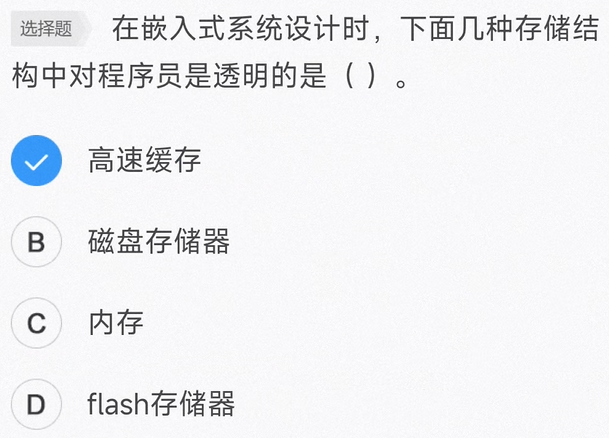 选择题 在嵌入式系统设计时，下面几种存储结
构中对程序员是透明的是（ ）。
高速缓存
B 磁盘存储器
C 内存
D flash存储器